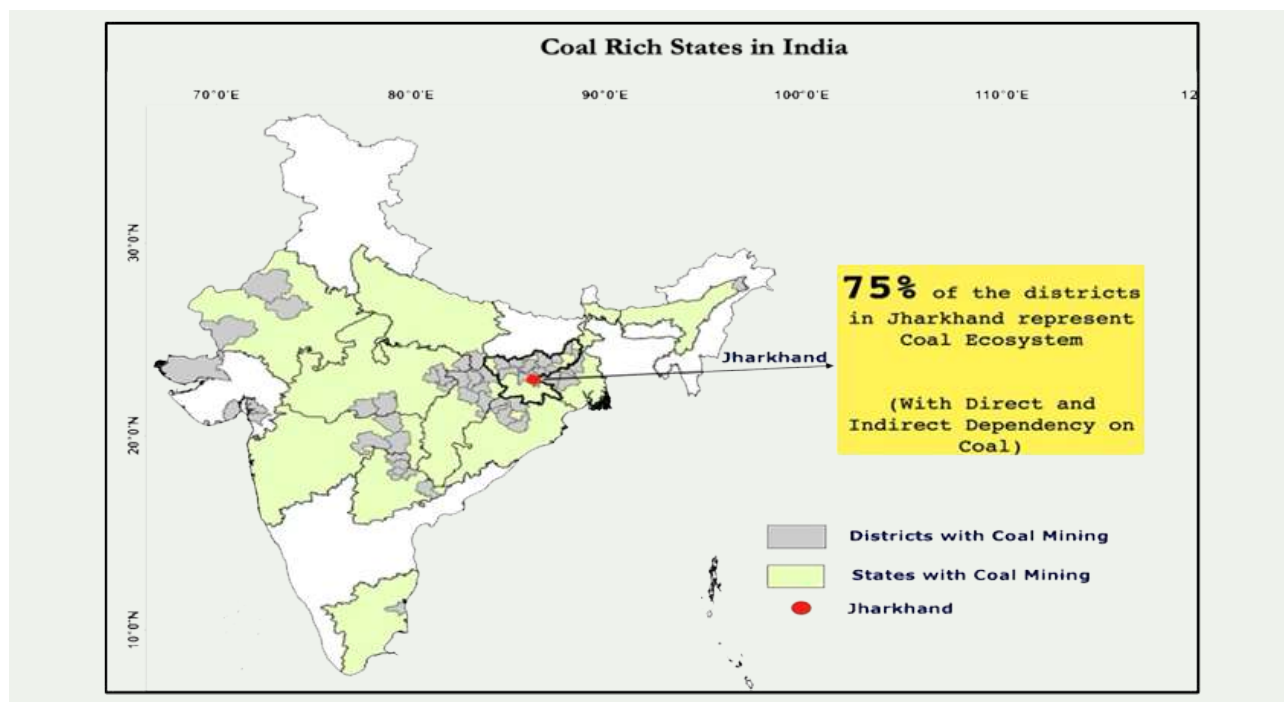 Coal Rich States in India
70°0'E 80°0'E 90°0'E 100°0'E 110°0'E 12
30°0'N
20°0'N
10°0'N
Jharkhand
75% of the districts
in Jharkhand represent
Coal Ecosystem
(With Direct and
Indirect Dependency on
Coal)
Districts with Coal Mining
States with Coal Mining
Jharkhand